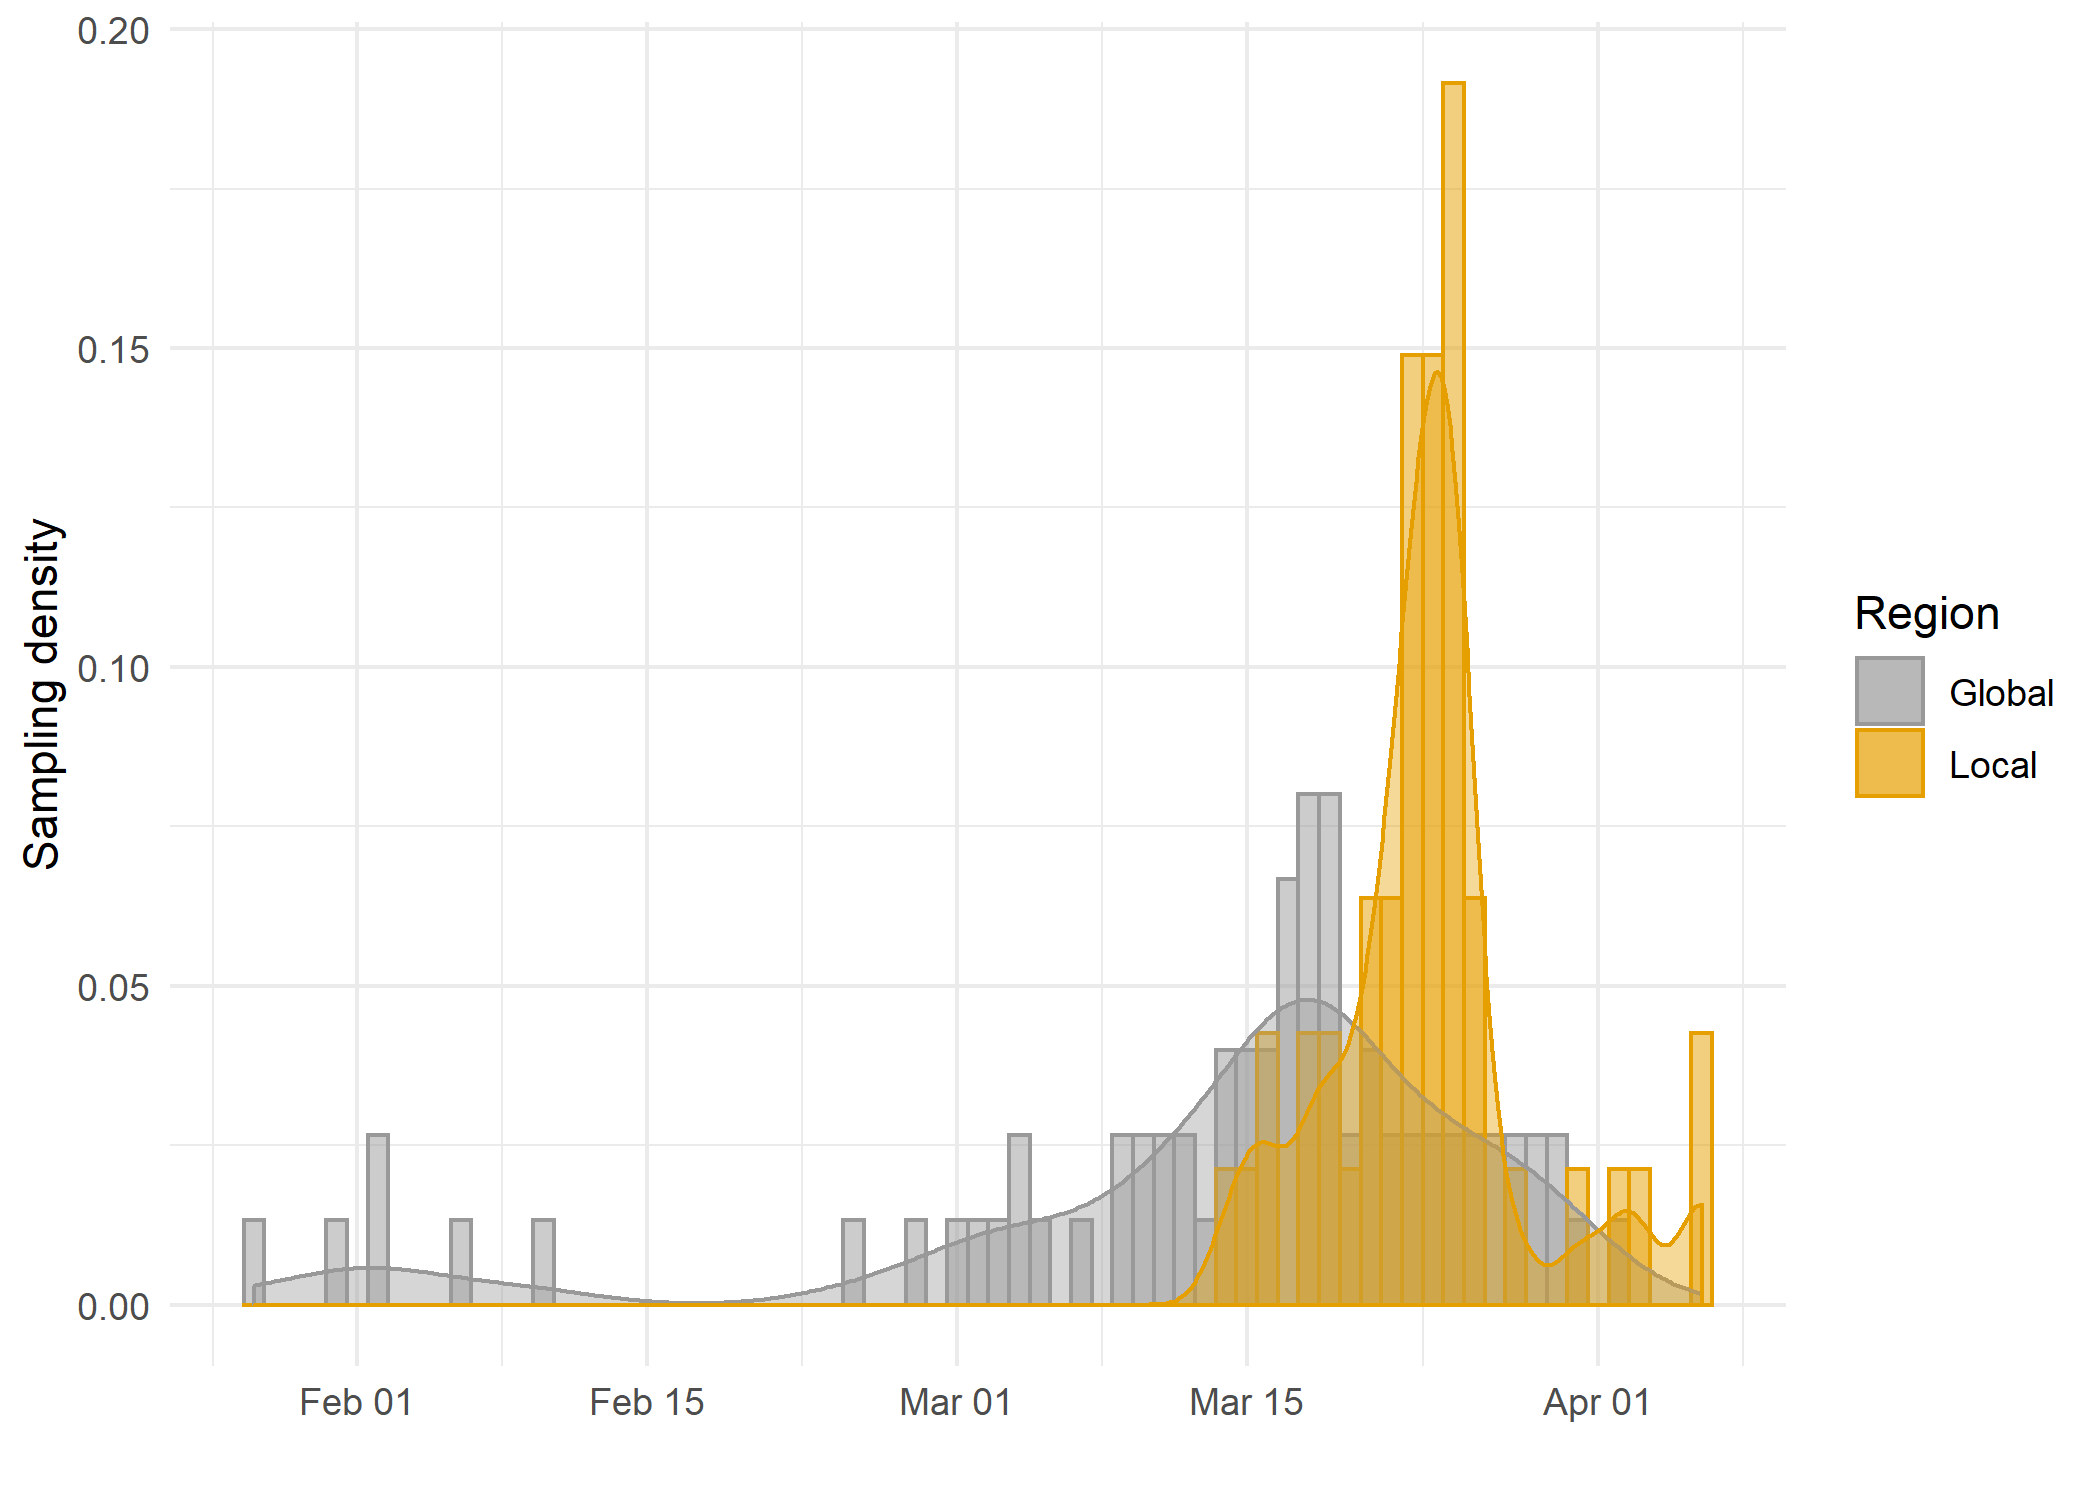 0.20
0.15
0.10
0.05
0.00
Sampling density
Feb 01
Feb 15
Mar 01
Mar 15
Apr 01
Region
Global
Local